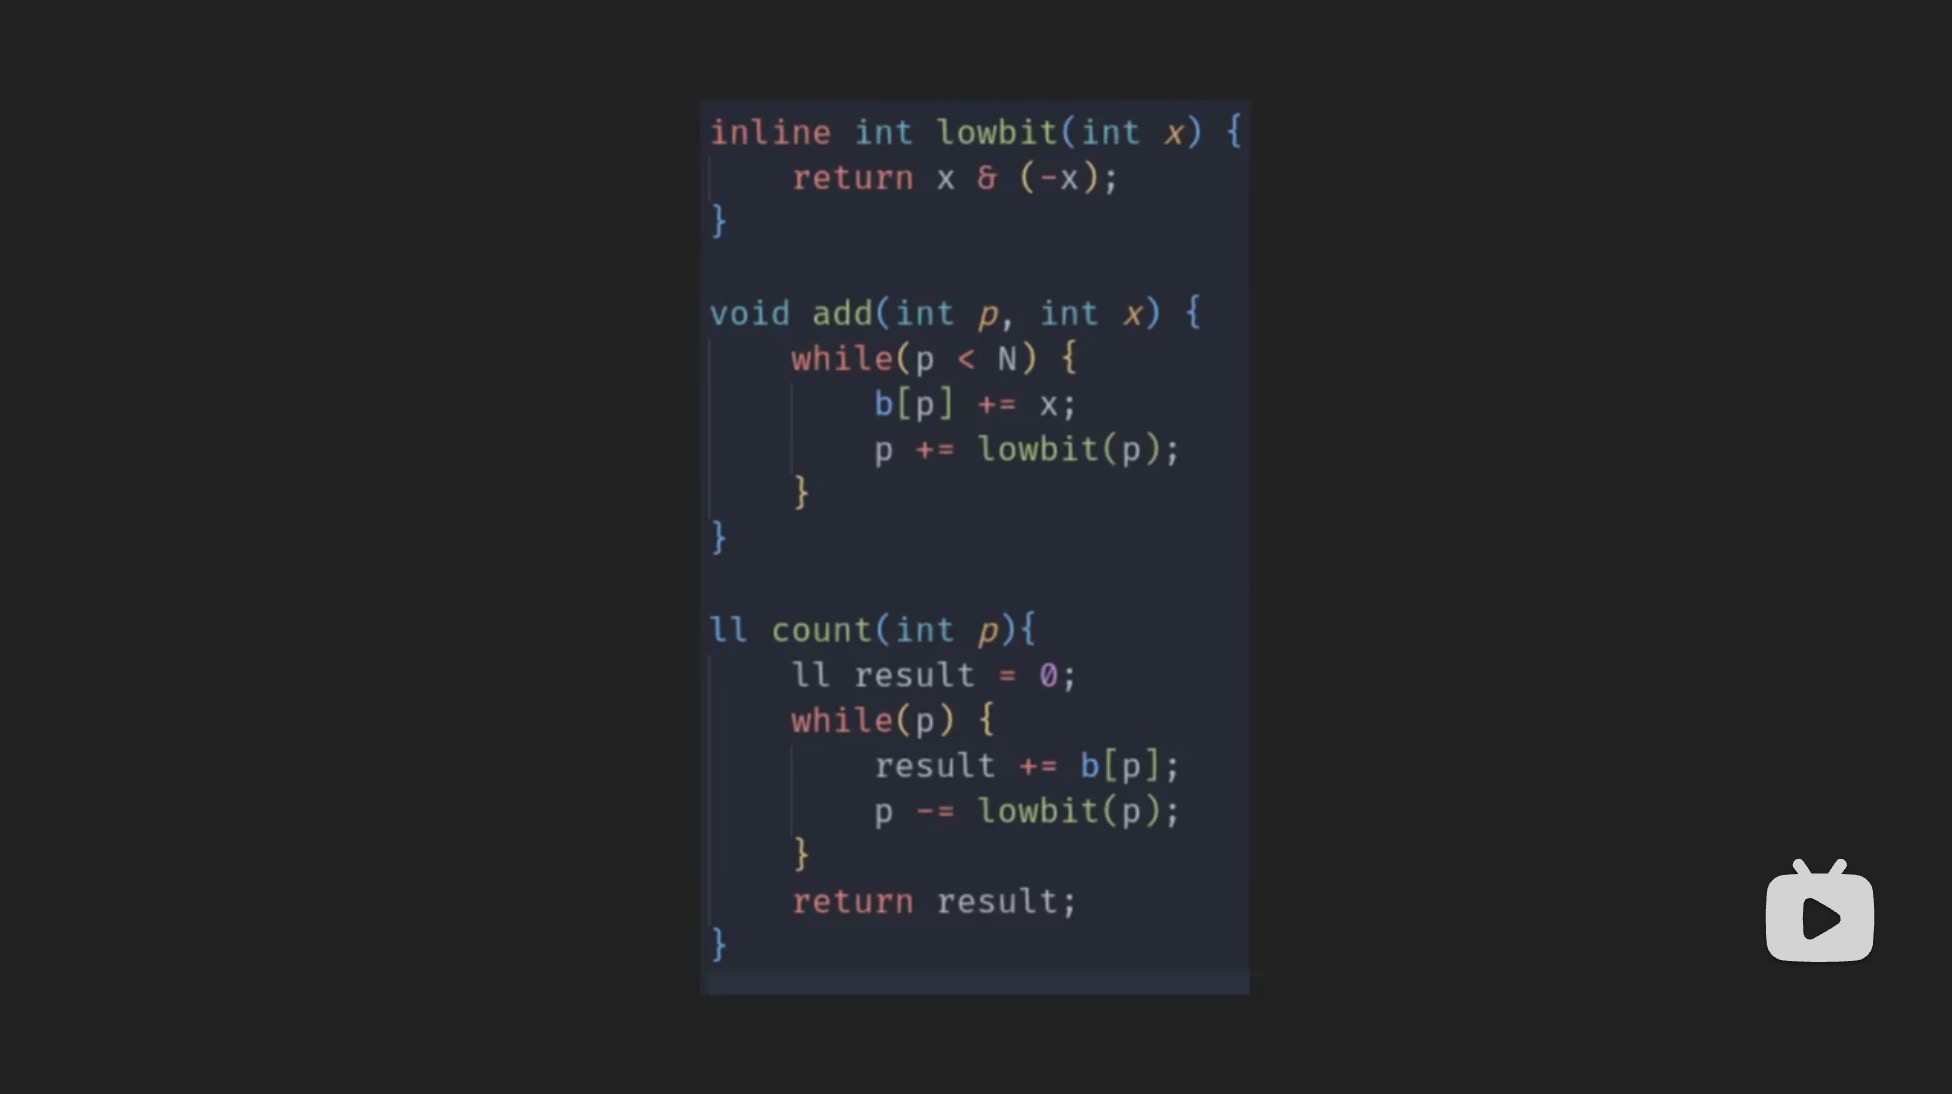 inline int lowbit(int x) {
    return x & (-x);
}
void add(int p, int x) {
    while(p < N) {
        b[p] += x;
        p += lowbit(p);
    }
}
ll count(int p){
    ll result = 0;
    while(p) {
        result += b[p];
        p -= lowbit(p);
    }
    return result;
}